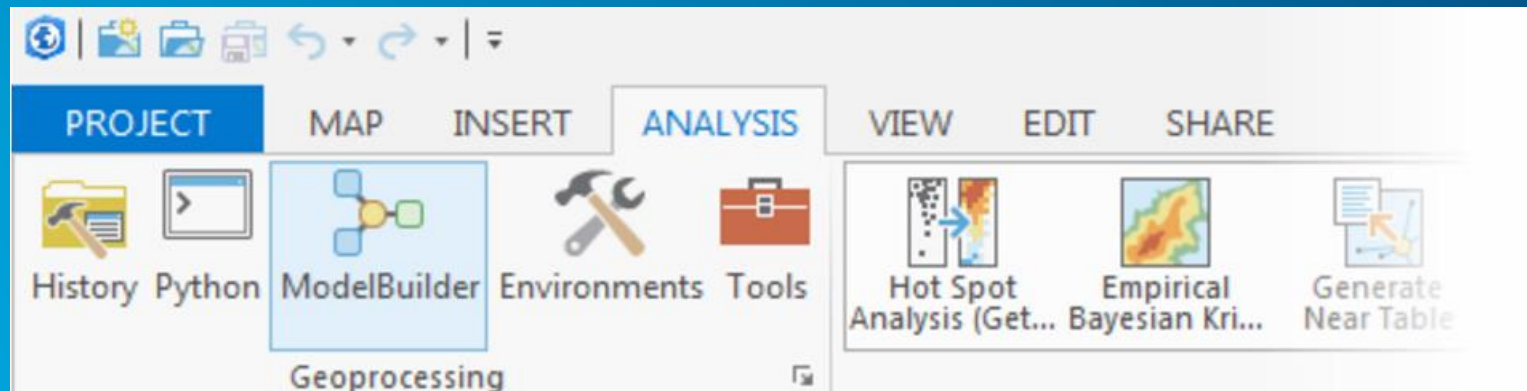 PROJECT MAP INSERT ANALYSIS VIEW EDIT SHARE
History Python ModelBuilder Environments Tools
Hot Spot
Analysis (Get...
Empirical
Bayesian Kri...
Generate
Near Table
Geoprocessing